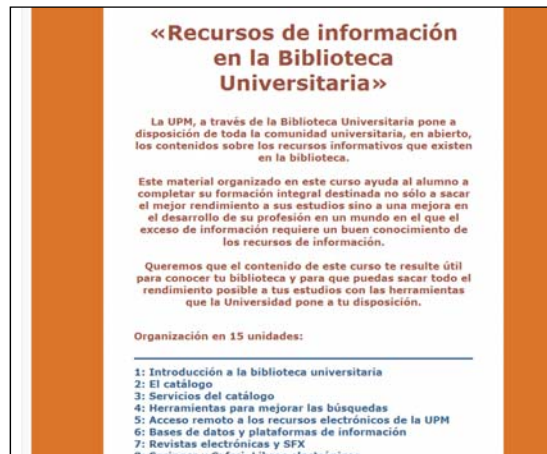 «Recursos de información
en la Biblioteca
Universitaria»
La UPM, a través de la Biblioteca Universitaria pone a
disposición de toda la comunidad universitaria, en abierto,
los contenidos sobre los recursos informativos que existen
en la biblioteca.
Este material organizado en este curso ayuda al alumno a
completar su formación integral destinada no sólo a sacar
el mejor rendimiento a sus estudios sino a una mejora en
el desarrollo de su profesión en un mundo en el que el
exceso de información requiere un buen conocimiento de
los recursos de información.
Queremos que el contenido de este curso te resulte útil
para conocer tu biblioteca y para que puedas sacar todo el
rendimiento posible a tus estudios con las herramientas
que la Universidad pone a tu disposición.
Organización en 15 unidades:
1: Introducción a la biblioteca universitaria
2: El catálogo
3: Servicios del catálogo
4: Herramientas para mejorar las búsquedas
5: Acceso remoto a los recursos electrónicos de la UPM
6: Bases de datos y plataformas de información
7: Revistas electrónicas y SFX